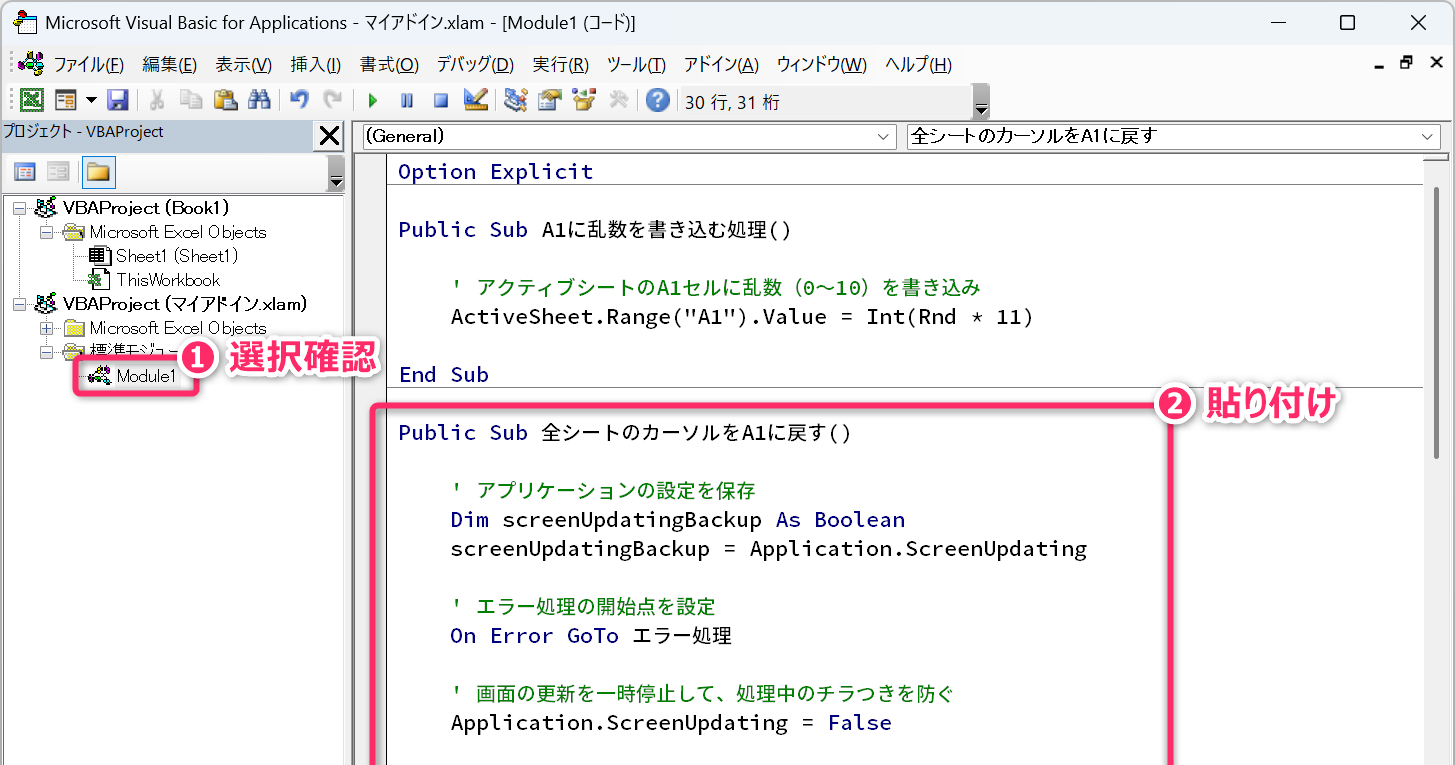 Microsoft Visual Basic for Applications - マイアドイン.xlam - [Module1 (コード)]
ファイル(F) 編集(E) 表示(V) 挿入(I) 書式(O) デバッグ(D) 実行(R) ツール(T) アドイン(A) ウィンドウ(W) ヘルプ(H)
30 行, 31 桁
プロジェクト - VBAProject
VBAProject (Book1)
Microsoft Excel Objects
Sheet1 (Sheet1)
ThisWorkbook
VBAProject (マイアドイン.xlam)
Microsoft Excel Objects
標準モジュー
Module1
❶ 選択確認
(General)
全シートのカーソルをA1に戻す
Option Explicit
Public Sub A1に乱数を書き込む処理()
' アクティブシートのA1セルに乱数（0～10）を書き込み
ActiveSheet.Range("A1").Value = Int(Rnd * 11)
End Sub
❷ 貼り付け
Public Sub 全シートのカーソルをA1に戻す()
' アプリケーションの設定を保存
Dim screenUpdatingBackup As Boolean
screenUpdatingBackup = Application.ScreenUpdating
' エラー処理の開始点を設定
On Error GoTo エラー処理
' 画面の更新を一時停止して、処理中のチラつきを防ぐ
Application.ScreenUpdating = False